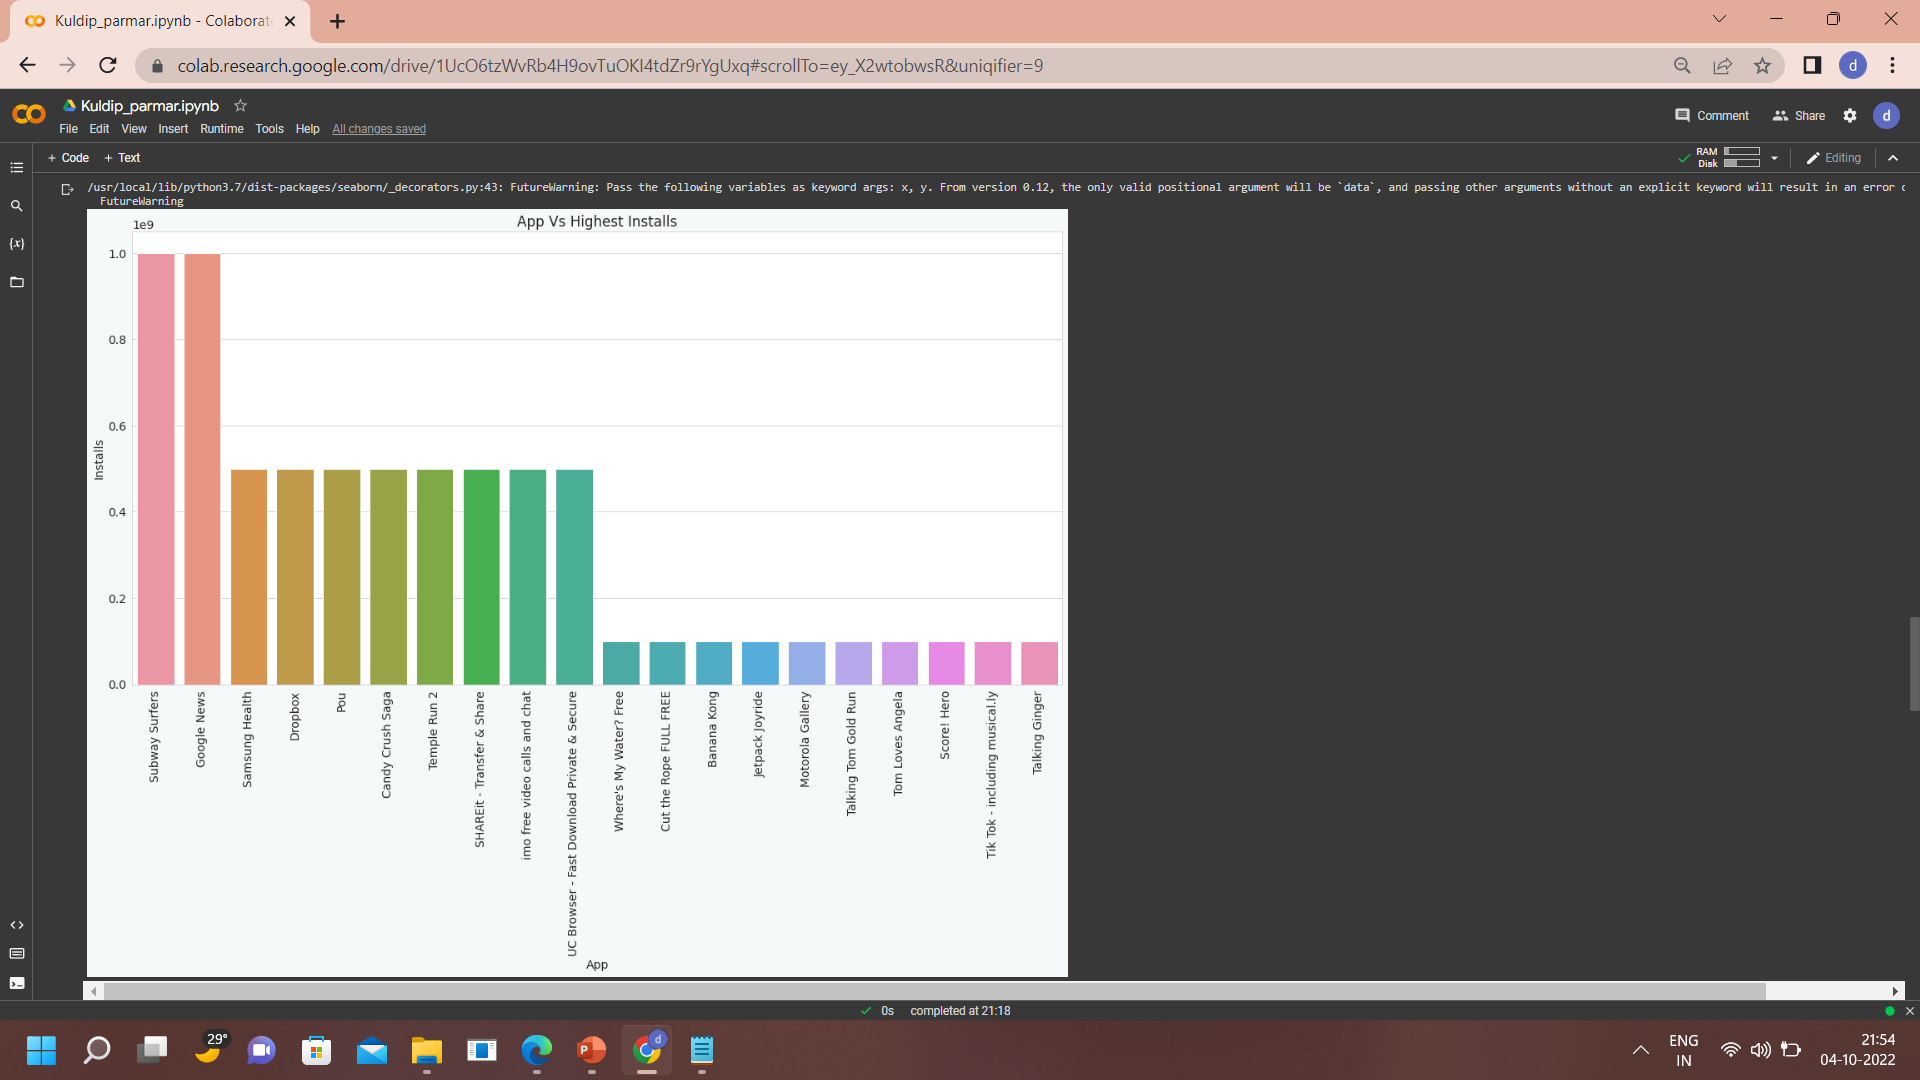 Kuldip_parmar.ipynb - Colaborat
colab.research.google.com/drive/1UcO6tzWvRb4H9ovTuOKI4tdZr9rYgUxq#scrollTo=ey_X2wtobwsR&uniqifier=9
d
Kuldip_parmar.ipynb
File Edit View Insert Runtime Tools Help All changes saved
Comment Share d
+ Code + Text
RAM
Disk
Editing
/usr/local/lib/python3.7/dist-packages/seaborn/_decorators.py:43: FutureWarning: Pass the following variables as keyword args: x, y. From version 0.12, the only valid positional argument will be `data`, and passing other arguments without an explicit keyword will result in an error
FutureWarning
App Vs Highest Installs
1e9
1.0
0.8
0.6
0.4
0.2
0.0
Installs
Subway Surfers
Google News
Samsung Health
Dropbox
Pou
Candy Crush Saga
Temple Run 2
SHAREit - Transfer & Share
imo free video calls and chat
UC Browser - Fast Download Private & Secure
Where's My Water? Free
Cut the Rope FULL FREE
Banana Kong
Jetpack Joyride
Motorola Gallery
Talking Tom Gold Run
Tom Loves Angela
Score! Hero
Tik Tok - including musical.ly
Talking Ginger
App
0s completed at 21:18
29°
d
ENG
IN
21:54
04-10-2022